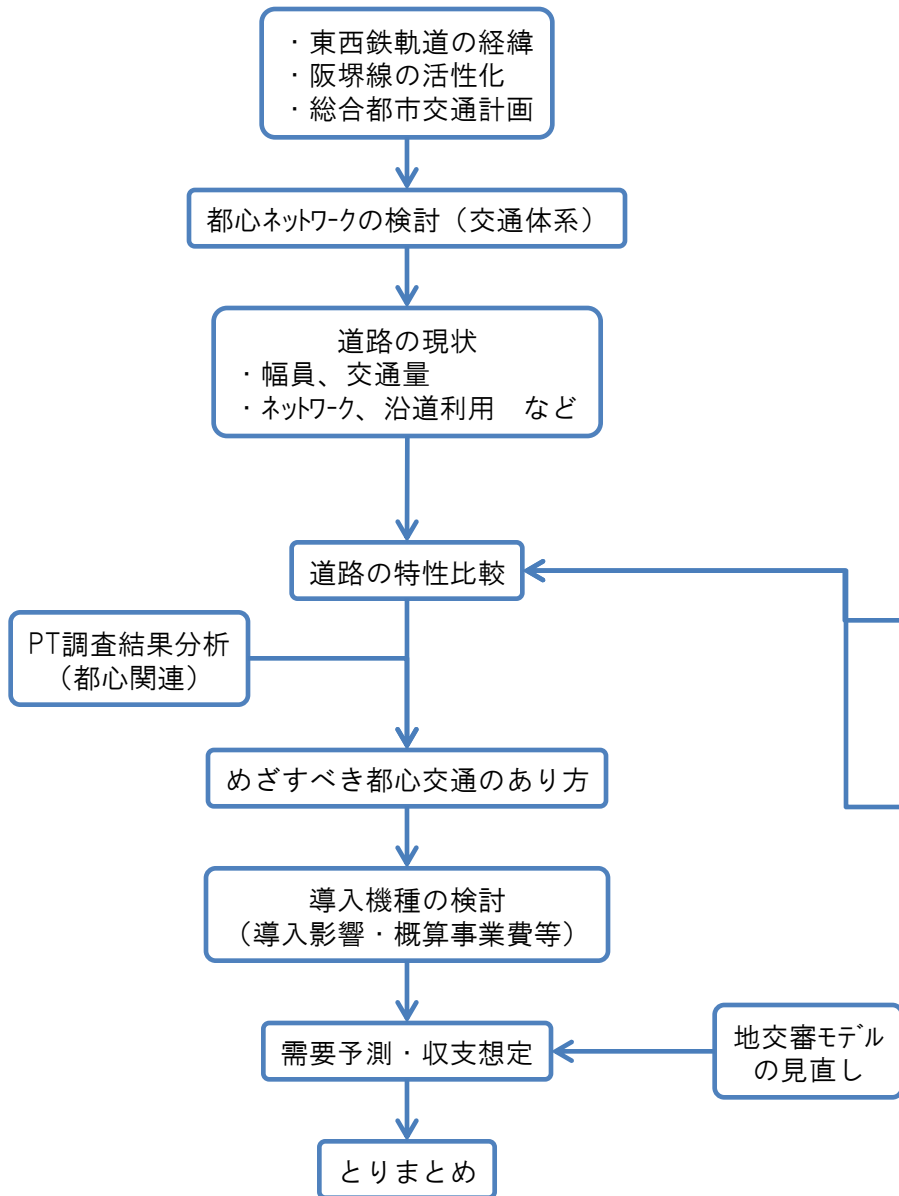 ・東西鉄軌道の経緯
・阪堺線の活性化
・総合都市交通計画
都心ﾈｯﾄﾜｰｸの検討（交通体系）
道路の現状
・幅員、交通量
・ﾈｯﾄﾜｰｸ、沿道利用　など
道路の特性比較
PT調査結果分析
（都心関連）
めざすべき都心交通のあり方
導入機種の検討
（導入影響・概算事業費等）
需要予測・収支想定
地交審ﾓﾃﾞﾙ
の見直し
とりまとめ